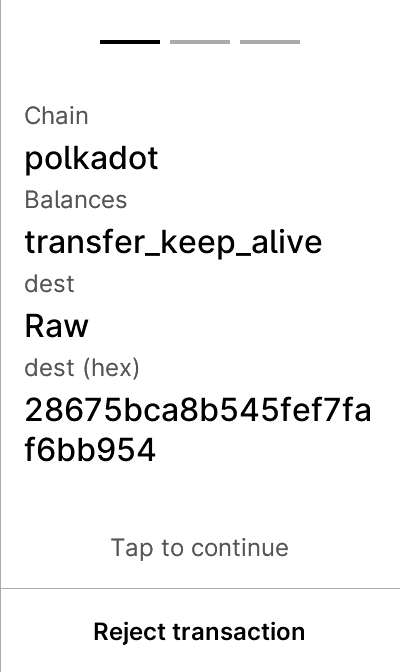 Chain
polkadot
Balances
transfer_keep_alive
dest
Raw
dest (hex)
28675bca8b545fef7fa
f6bb954
Tap to continue
Reject transaction